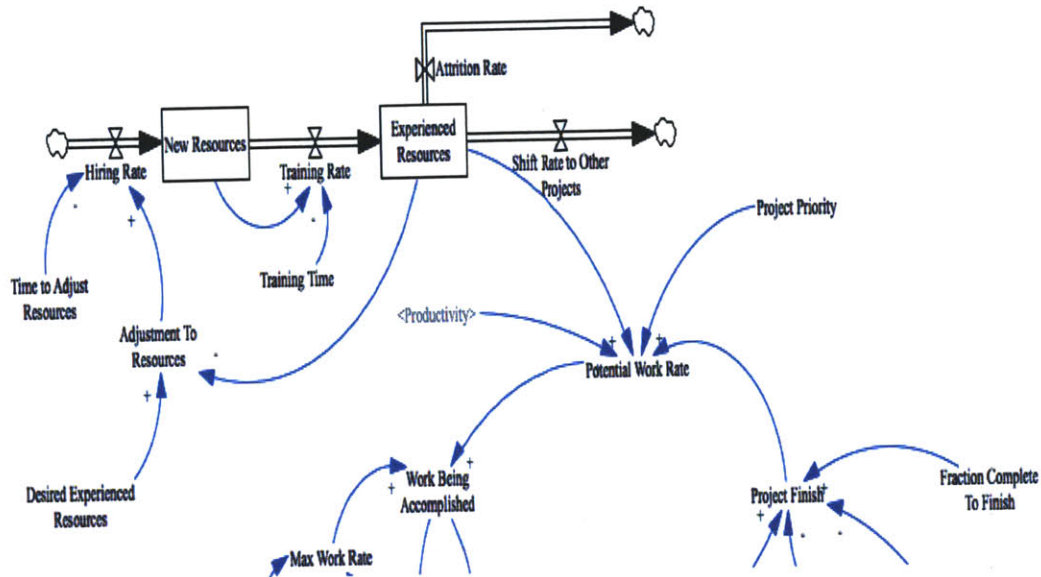 Attrition Rate
New Resources
Experienced
Resources
Hiring Rate
Training Rate
Shift Rate to Other
Projects
+
-
+
-
Project Priority
Time to Adjust
Resources
Training Time
<Productivity>
Adjustment To
Resources
-
+
+
+
Potential Work Rate
Desired Experienced
Resources
+
+
Work Being
Accomplished
Project Finish
+
+
-
-
Fraction Complete
To Finish
Max Work Rate